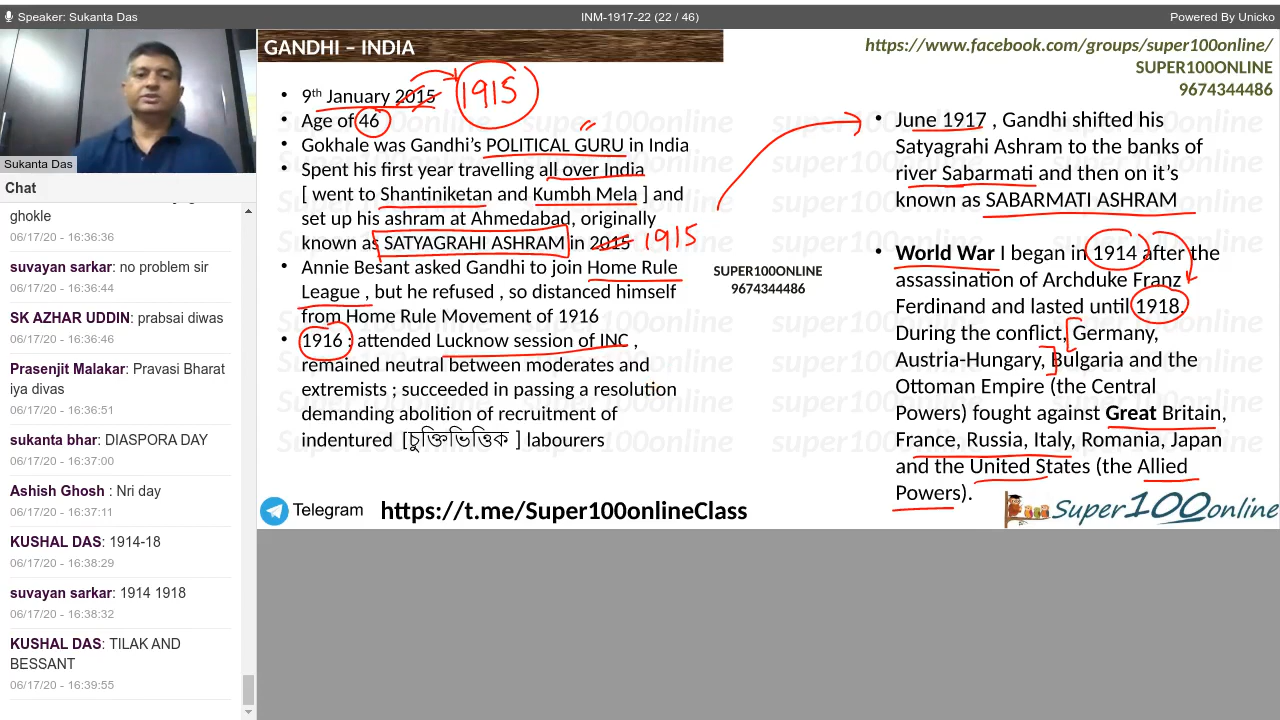 Speaker: Sukanta Das
INM-1917-22 (22 / 46)
Powered By Unicko
Sukanta Das
Chat
ghokle
06/17/20 - 16:36:36
suvayan sarkar: no problem sir
06/17/20 - 16:36:44
SK AZHAR UDDIN: prabsai diwas
06/17/20 - 16:36:46
Prasenjit Malakar: Pravasi Bharat
iya divas
06/17/20 - 16:36:51
sukanta bhar: DIASPORA DAY
06/17/20 - 16:37:00
Ashish Ghosh : Nri day
06/17/20 - 16:37:11
KUSHAL DAS: 1914-18
06/17/20 - 16:38:29
suvayan sarkar: 1914 1918
06/17/20 - 16:38:32
KUSHAL DAS: TILAK AND
BESSANT
06/17/20 - 16:39:55
GANDHI – INDIA
https://www.facebook.com/groups/super100online/
SUPER100ONLINE
9674344486
• 9th January 2015 1915
• Age of 46
• Gokhale was Gandhi's POLITICAL GURU in India
• Spent his first year travelling all over India
[ went to Shantiniketan and Kumbh Mela ] and
set up his ashram at Ahmedabad, originally
known as SATYAGRAHI ASHRAM in 2015 1915
• Annie Besant asked Gandhi to join Home Rule
League , but he refused , so distanced himself
from Home Rule Movement of 1916
• 1916 : attended Lucknow session of INC ,
remained neutral between moderates and
extremists ; succeeded in passing a resolution
demanding abolition of recruitment of
indentured [চুক্তিভিত্তিক ] labourers
SUPER100ONLINE
9674344486
• June 1917 , Gandhi shifted his
Satyagrahi Ashram to the banks of
river Sabarmati and then on it's
known as SABARMATI ASHRAM
• World War I began in 1914 after the
assassination of Archduke Franz
Ferdinand and lasted until 1918.
During the conflict, Germany,
Austria-Hungary, Bulgaria and the
Ottoman Empire (the Central
Powers) fought against Great Britain,
France, Russia, Italy, Romania, Japan
and the United States (the Allied
Powers).
Telegram https://t.me/Super100onlineClass
Super100online